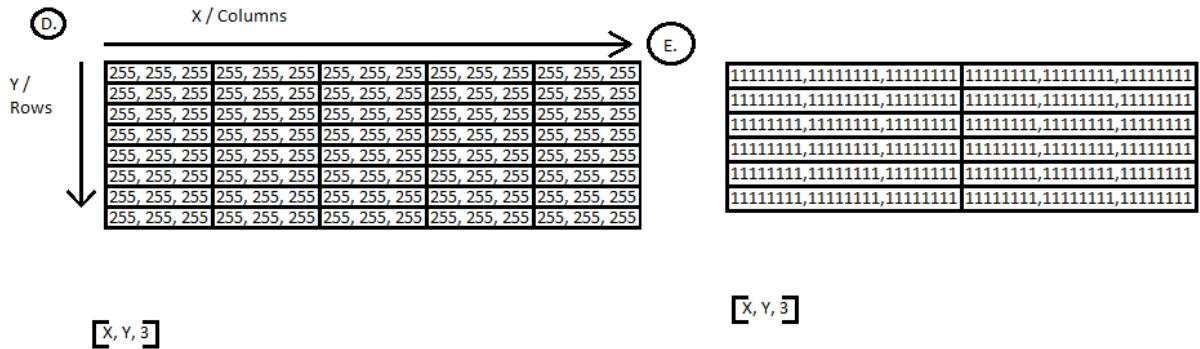 D.
X / Columns
E.
Y /
Rows
255, 255, 255 255, 255, 255 255, 255, 255 255, 255, 255 255, 255, 255
255, 255, 255 255, 255, 255 255, 255, 255 255, 255, 255 255, 255, 255
255, 255, 255 255, 255, 255 255, 255, 255 255, 255, 255 255, 255, 255
255, 255, 255 255, 255, 255 255, 255, 255 255, 255, 255 255, 255, 255
255, 255, 255 255, 255, 255 255, 255, 255 255, 255, 255 255, 255, 255
255, 255, 255 255, 255, 255 255, 255, 255 255, 255, 255 255, 255, 255
255, 255, 255 255, 255, 255 255, 255, 255 255, 255, 255 255, 255, 255
255, 255, 255 255, 255, 255 255, 255, 255 255, 255, 255 255, 255, 255
[X, Y, 3]
11111111,11111111,11111111 11111111,11111111,11111111
11111111,11111111,11111111 11111111,11111111,11111111
11111111,11111111,11111111 11111111,11111111,11111111
11111111,11111111,11111111 11111111,11111111,11111111
11111111,11111111,11111111 11111111,11111111,11111111
11111111,11111111,11111111 11111111,11111111,11111111
[X, Y, 3]